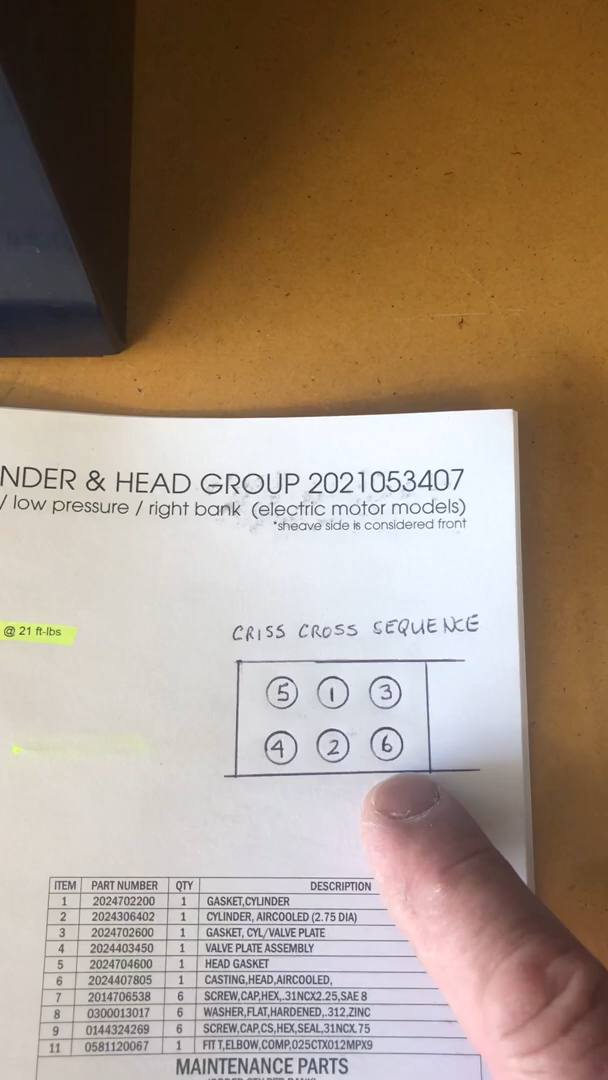 NDER & HEAD GROUP 2021053407
/ low pressure / right bank (electric motor models)
*sheave side is considered front
@ 21 ft-lbs
CRISS CROSS SEQUENCE
5 1 3
4 2 6
ITEM PART NUMBER QTY DESCRIPTION
1 2024702200 1 GASKET,CYLINDER
2 2024306402 1 CYLINDER, AIRCOOLED (2.75 DIA)
3 2024702600 1 GASKET, CYL/VALVE PLATE
4 2024403450 1 VALVE PLATE ASSEMBLY
5 2024704600 1 HEAD GASKET
6 2024407805 1 CASTING,HEAD,AIRCOOLED,
7 2014706538 6 SCREW,CAP,HEX,.31NCX2.25,SAE 8
8 0300013017 6 WASHER,FLAT,HARDENED,.312,ZINC
9 0144324269 6 SCREW,CAP,CS,HEX,SEAL,31NCX.75
11 0581120067 1 FITT,ELBOW,COMP,025CTX012MPX9
MAINTENANCE PARTS